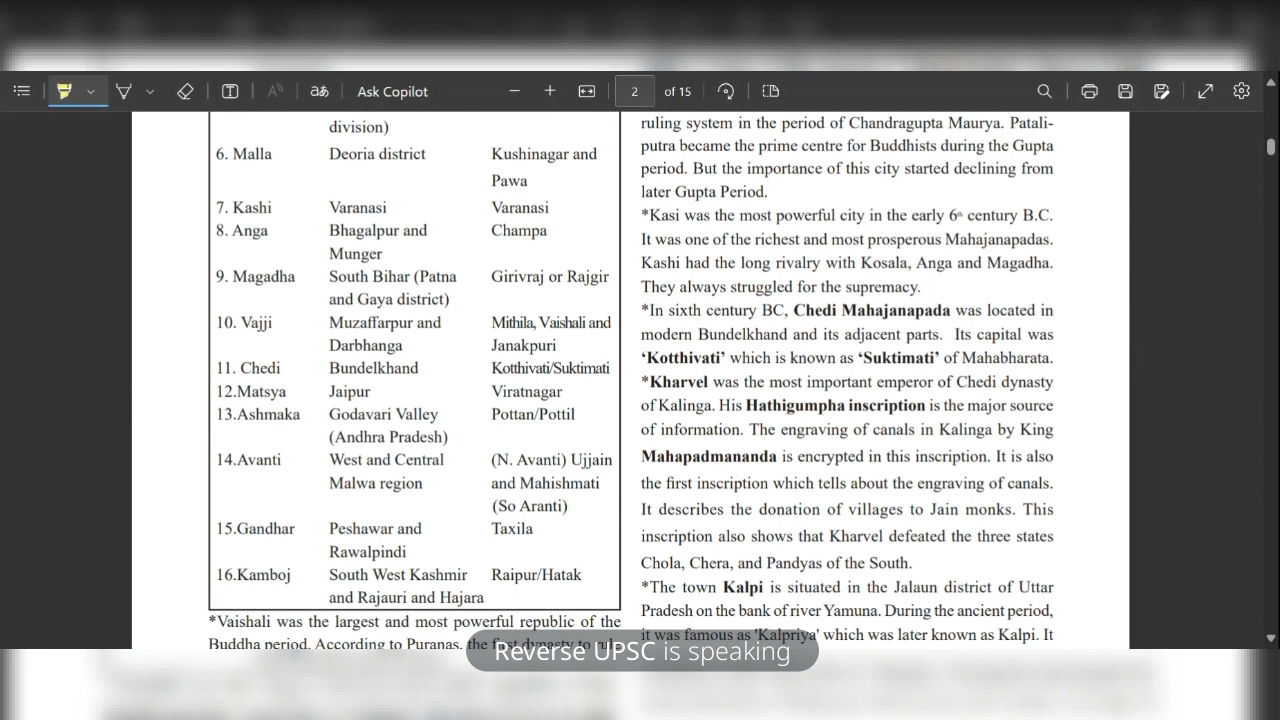 Ask Copilot
2
of 15
division)
6. Malla Deoria district Kushinagar and
Pawa
7. Kashi Varanasi Varanasi
8. Anga Bhagalpur and Champa
Munger
9. Magadha South Bihar (Patna Girivraj or Rajgir
and Gaya district)
10. Vajji Muzaffarpur and Mithila, Vaishali and
Darbhanga Janakpuri
11. Chedi Bundelkhand Kotthivati/Suktimati
12.Matsya Jaipur Viratnagar
13.Ashmaka Godavari Valley Pottan/Pottil
(Andhra Pradesh)
14.Avanti West and Central (N. Avanti) Ujjain
Malwa region and Mahishmati
(So Aranti)
15.Gandhar Peshawar and Taxila
Rawalpindi
16.Kamboj South West Kashmir Raipur/Hatak
and Rajauri and Hajara
*Vaishali was the largest and most powerful republic of the
Buddha period. According to Puranas, the first dynasty to rule
ruling system in the period of Chandragupta Maurya. Patali-
putra became the prime centre for Buddhists during the Gupta
period. But the importance of this city started declining from
later Gupta Period.
*Kasi was the most powerful city in the early 6th century B.C.
It was one of the richest and most prosperous Mahajanapadas.
Kashi had the long rivalry with Kosala, Anga and Magadha.
They always struggled for the supremacy.
*In sixth century BC, Chedi Mahajanapada was located in
modern Bundelkhand and its adjacent parts. Its capital was
‘Kotthivati’ which is known as ‘Suktimati’ of Mahabharata.
*Kharvel was the most important emperor of Chedi dynasty
of Kalinga. His Hathigumpha inscription is the major source
of information. The engraving of canals in Kalinga by King
Mahapadmananda is encrypted in this inscription. It is also
the first inscription which tells about the engraving of canals.
It describes the donation of villages to Jain monks. This
inscription also shows that Kharvel defeated the three states
Chola, Chera, and Pandyas of the South.
*The town Kalpi is situated in the Jalaun district of Uttar
Pradesh on the bank of river Yamuna. During the ancient period,
it was famous as 'Kalpriya' which was later known as Kalpi. It
Reverse UPSC is speaking